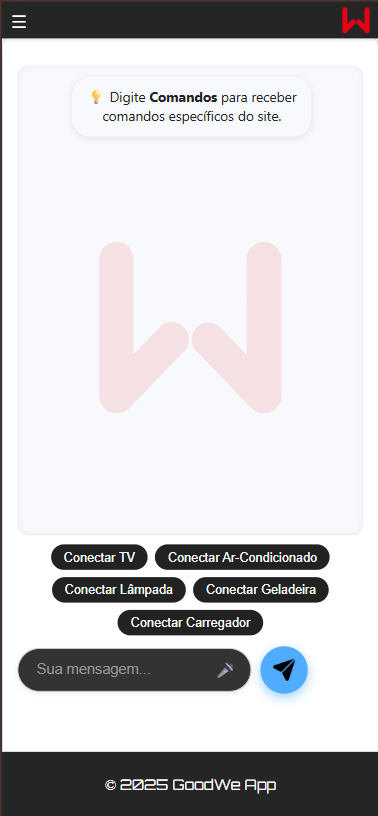 ☰
💡 Digite Comandos para receber
comandos específicos do site.
Conectar TV
Conectar Ar-Condicionado
Conectar Lâmpada
Conectar Geladeira
Conectar Carregador
Sua mensagem...
© 2025 GoodWe App